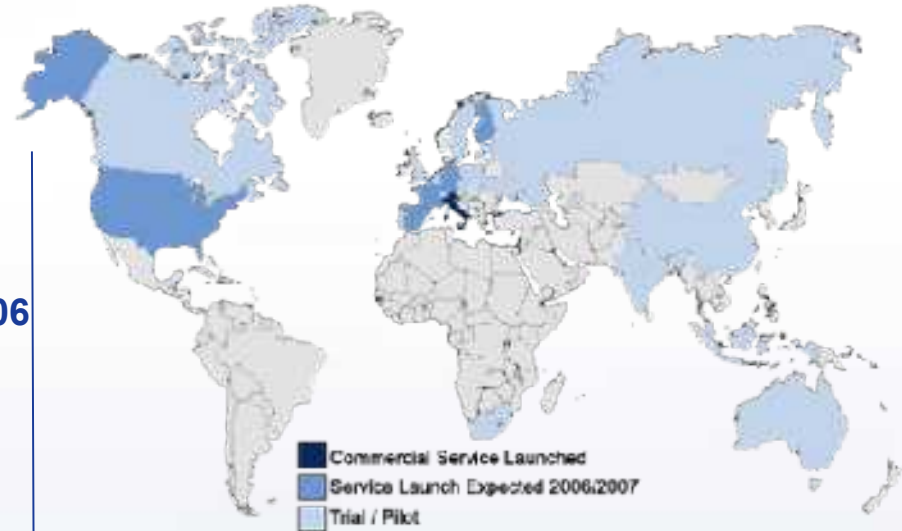 06
Commercial Service Launched
Service Launch Expected 2006/2007
Trial / Pilot